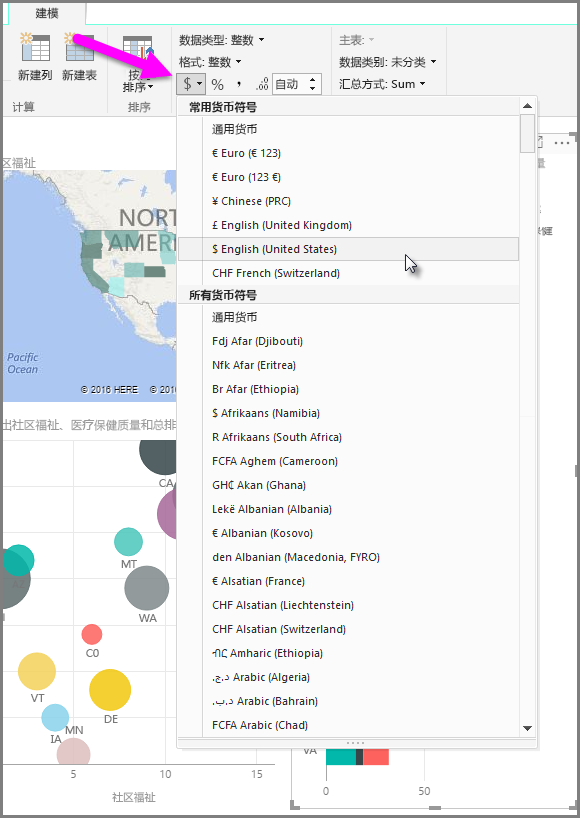 建模
新建列
新建表
排序
计算
排序
数据类型: 整数
格式: 整数
$ % , .00 自动
主表:
数据类别: 未分类
汇总方式: Sum
常用货币符号
通用货币
€ Euro (€ 123)
€ Euro (123 €)
¥ Chinese (PRC)
£ English (United Kingdom)
$ English (United States)
CHF French (Switzerland)
所有货币符号
通用货币
Fdj Afar (Djibouti)
Nfk Afar (Eritrea)
Br Afar (Ethiopia)
$ Afrikaans (Namibia)
R Afrikaans (South Africa)
FCFA Aghem (Cameroon)
GH₵ Akan (Ghana)
Lekë Albanian (Albania)
€ Albanian (Kosovo)
den Albanian (Macedonia, FYRO)
€ Alsatian (France)
CHF Alsatian (Liechtenstein)
CHF Alsatian (Switzerland)
ብር Amharic (Ethiopia)
د.ج.‏ Arabic (Algeria)
د.ب.‏ Arabic (Bahrain)
FCFA Arabic (Chad)
区福祉
NORT
AMERI
Pacific
Ocean
© 2016 HERE © 20
出社区福祉、医疗保健质量和总排
CA
MT
WA
CO
VT
DE
MN
IA
5 10 15
社区福祉
量
保健
VA
0 50